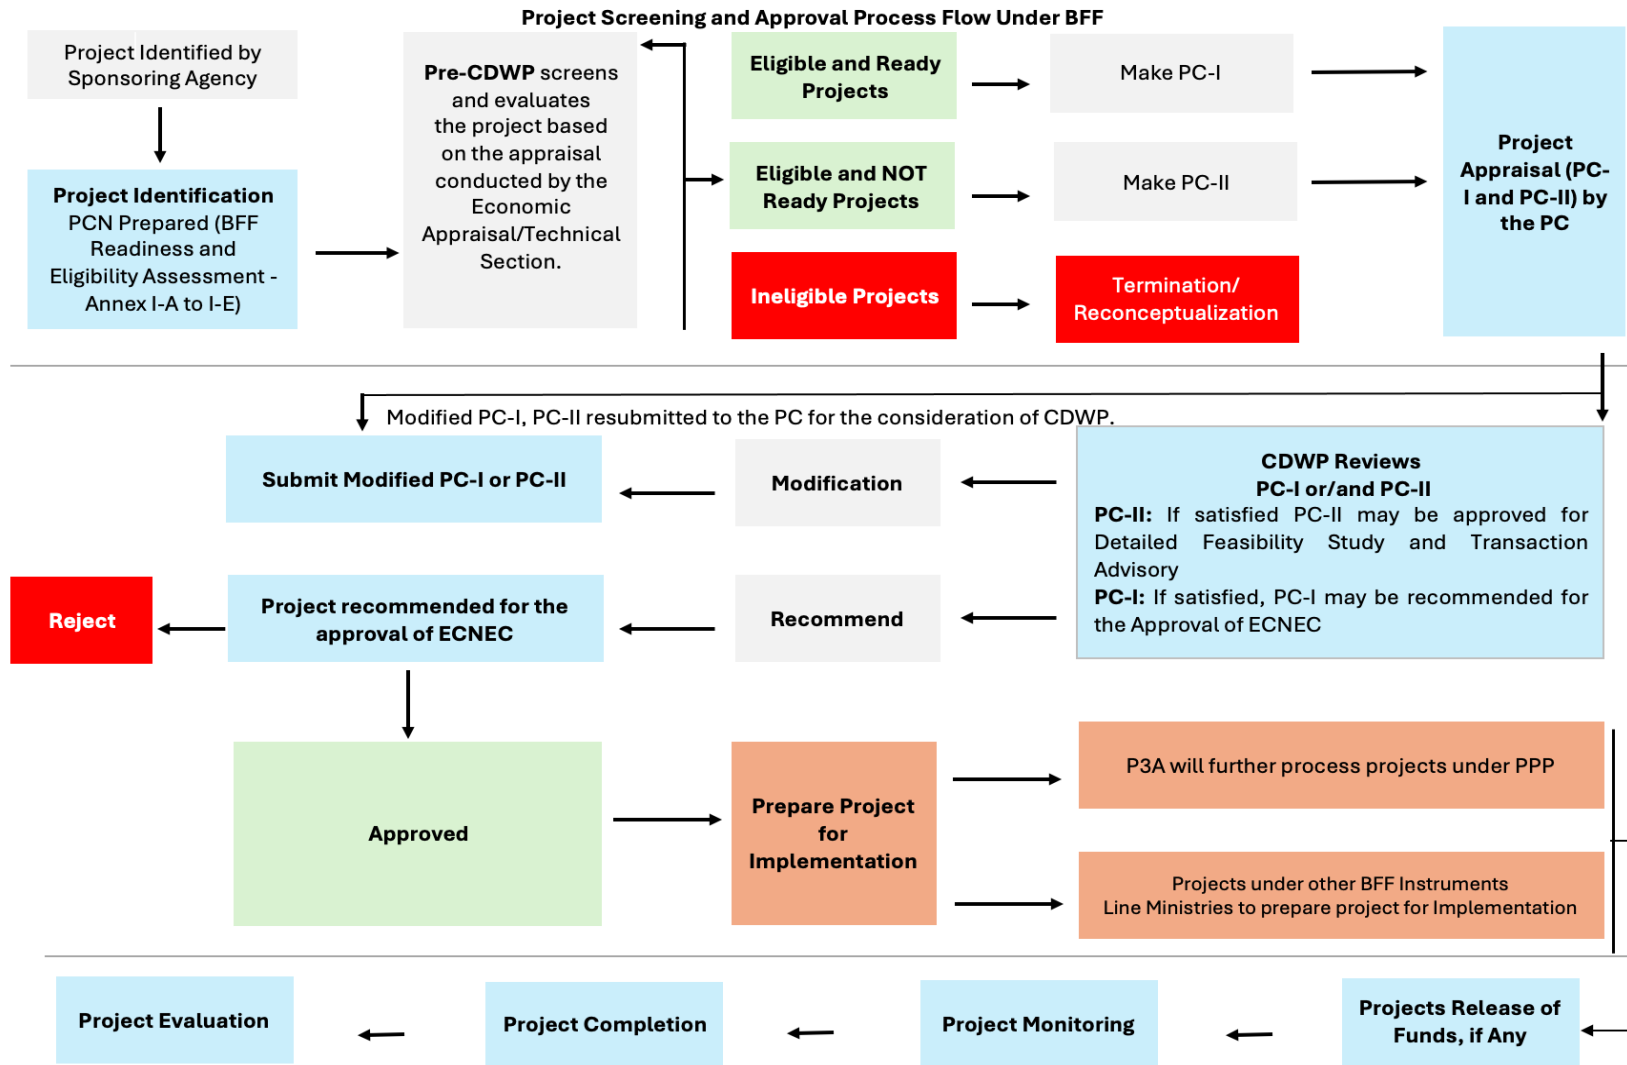 Project Screening and Approval Process Flow Under BFF
Project Identified by
Sponsoring Agency
Project Identification
PCN Prepared (BFF
Readiness and
Eligibility Assessment -
Annex I-A to I-E)
Pre-CDWP screens
and evaluates
the project based
on the appraisal
conducted by the
Economic
Appraisal/Technical
Section.
Eligible and Ready
Projects
Make PC-I
Eligible and NOT
Ready Projects
Make PC-II
Ineligible Projects
Termination/
Reconceptualization
Project
Appraisal (PC-
I and PC-II) by
the PC
Modified PC-I, PC-II resubmitted to the PC for the consideration of CDWP.
Submit Modified PC-I or PC-II
Modification
CDWP Reviews
PC-I or/and PC-II
PC-II: If satisfied PC-II may be approved for
Detailed Feasibility Study and Transaction
Advisory
PC-I: If satisfied, PC-I may be recommended for
the Approval of ECNEC
Reject
Project recommended for the
approval of ECNEC
Recommend
Approved
Prepare Project
for
Implementation
P3A will further process projects under PPP
Projects under other BFF Instruments
Line Ministries to prepare project for Implementation
Project Evaluation
Project Completion
Project Monitoring
Projects Release of
Funds, if Any